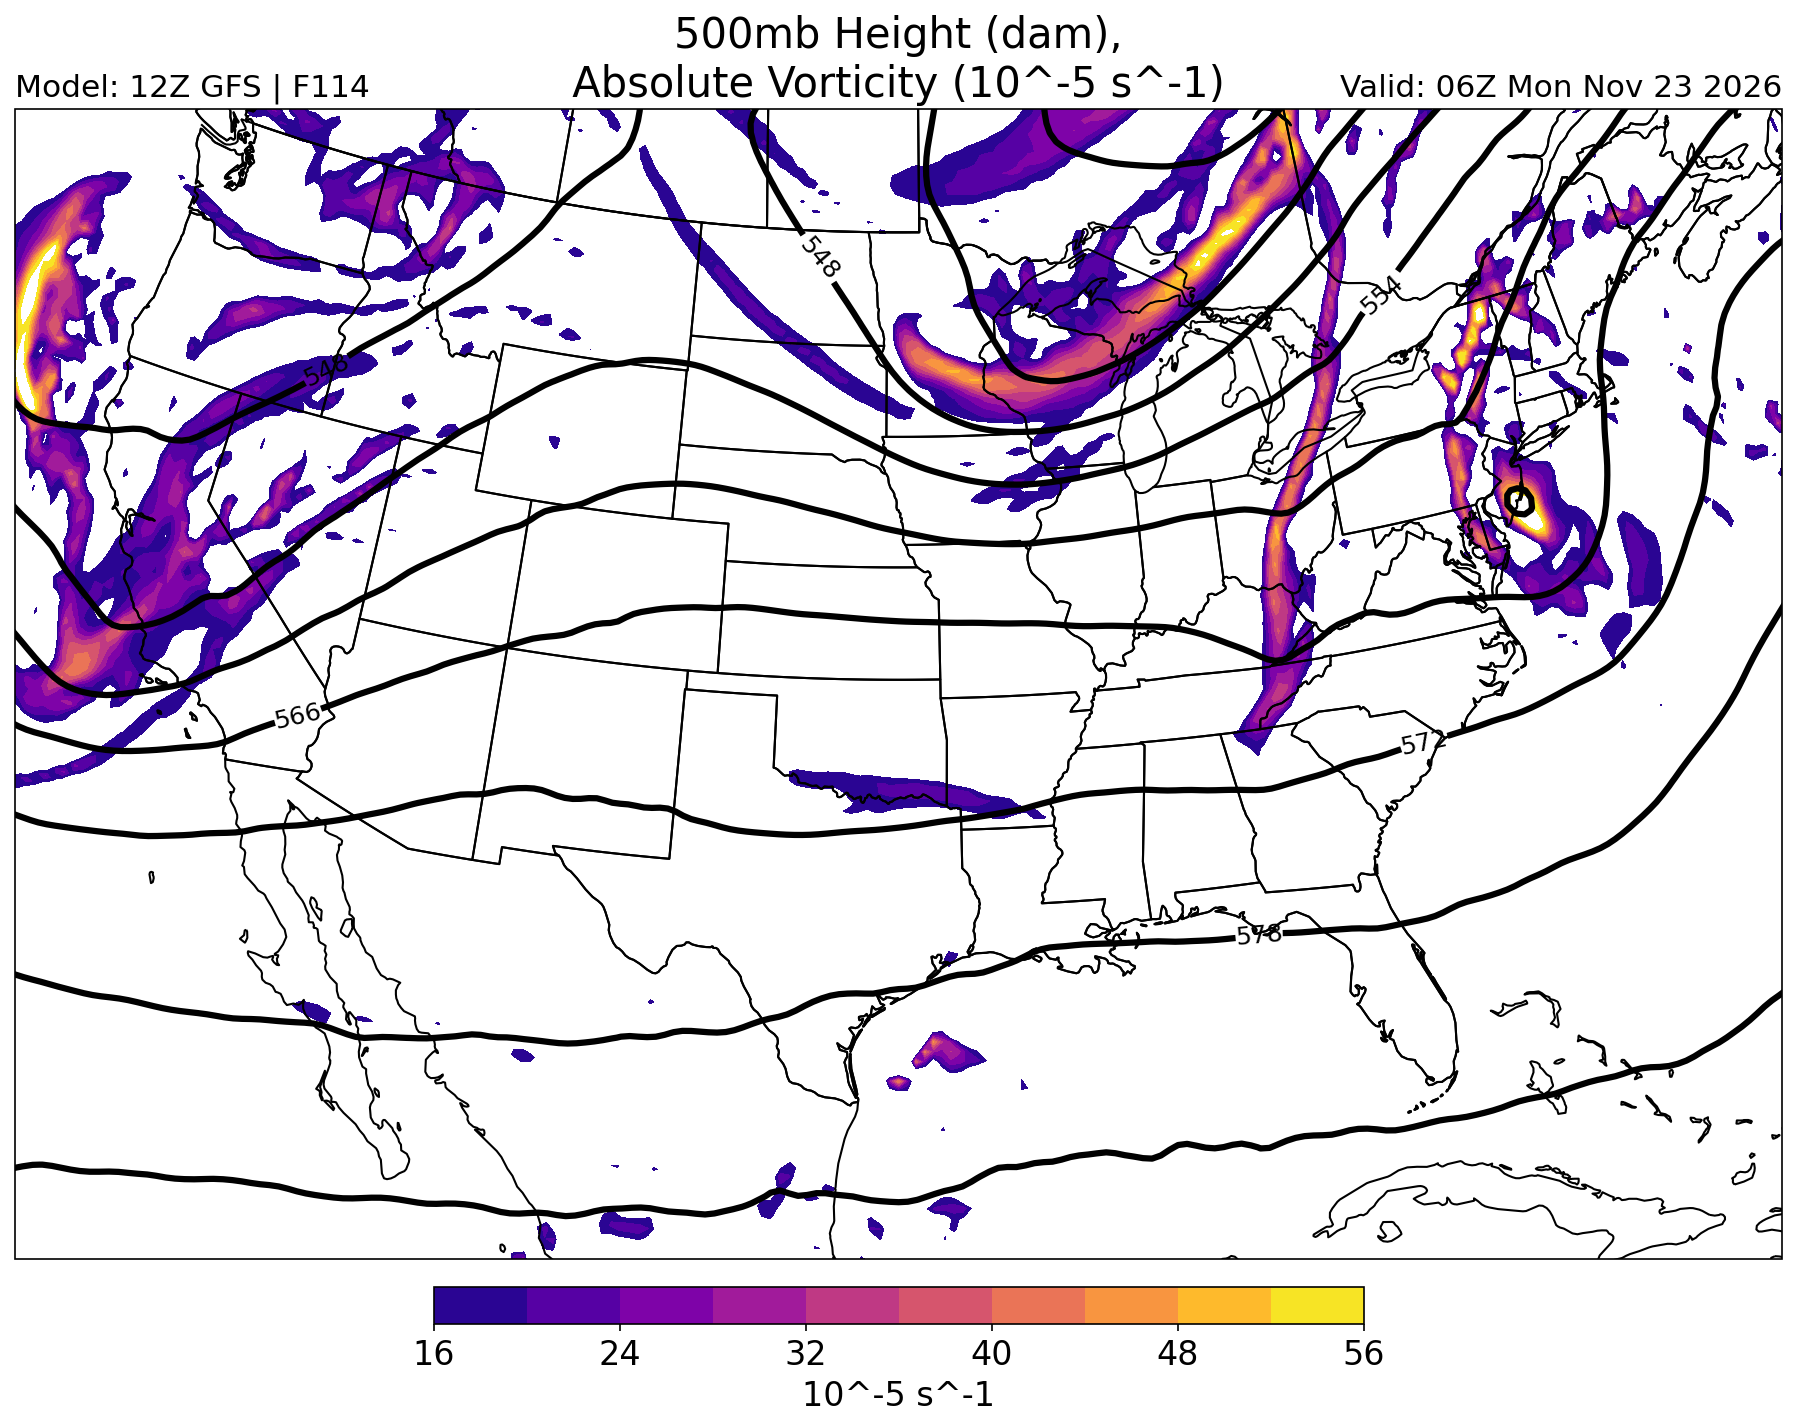 500mb Height (dam),
Model: 12Z GFS | F114
Absolute Vorticity (10^-5 s^-1)
Valid: 06Z Mon Nov 23 2026
548
554
548
566
572
578
16 24 32 40 48 56
10^-5 s^-1